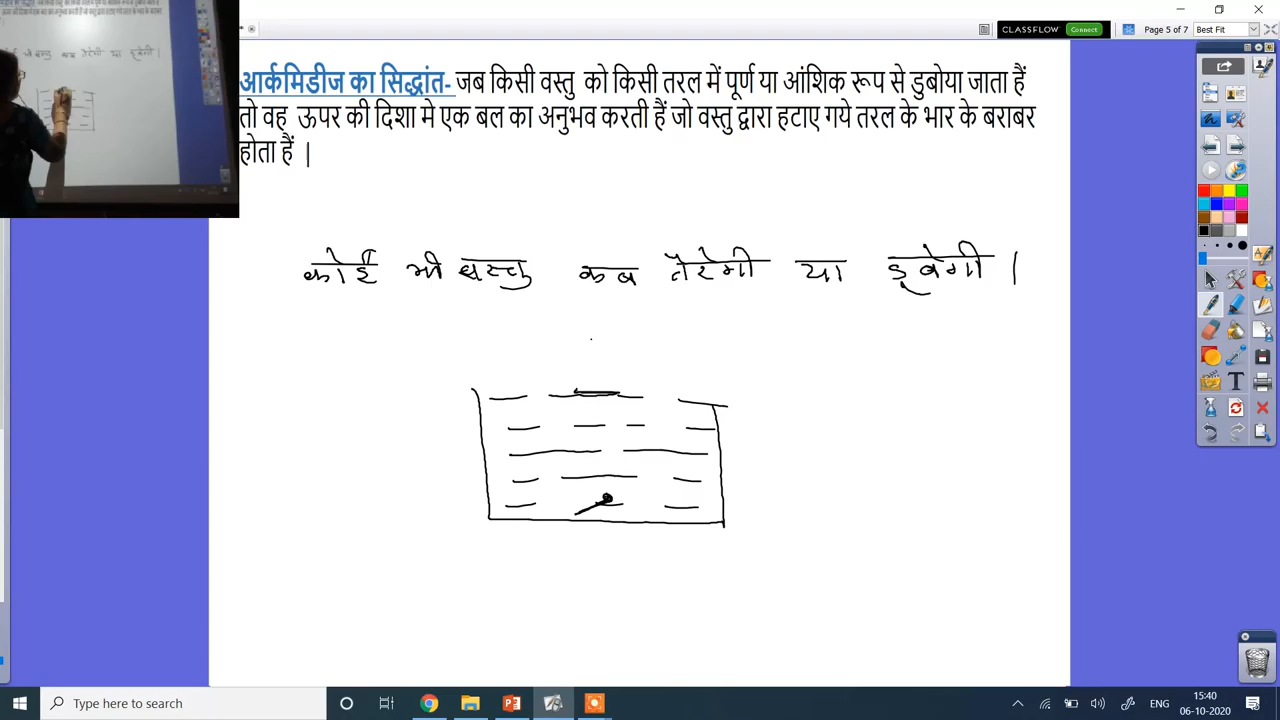 CLASSFLOW Connect Page 5 of 7 Best Fit
आर्कमिडीज का सिद्धांत- जब किसी वस्तु को किसी तरल में पूर्ण या आंशिक रूप से डुबोया जाता हैं
तो वह ऊपर की दिशा मे एक बल का अनुभव करती हैं जो वस्तु द्वारा हटाए गये तरल के भार के बराबर
होता हैं |
कोई भी वस्तु कब तैरेगी या डूबेगी |
Type here to search
ENG
15:40
06-10-2020